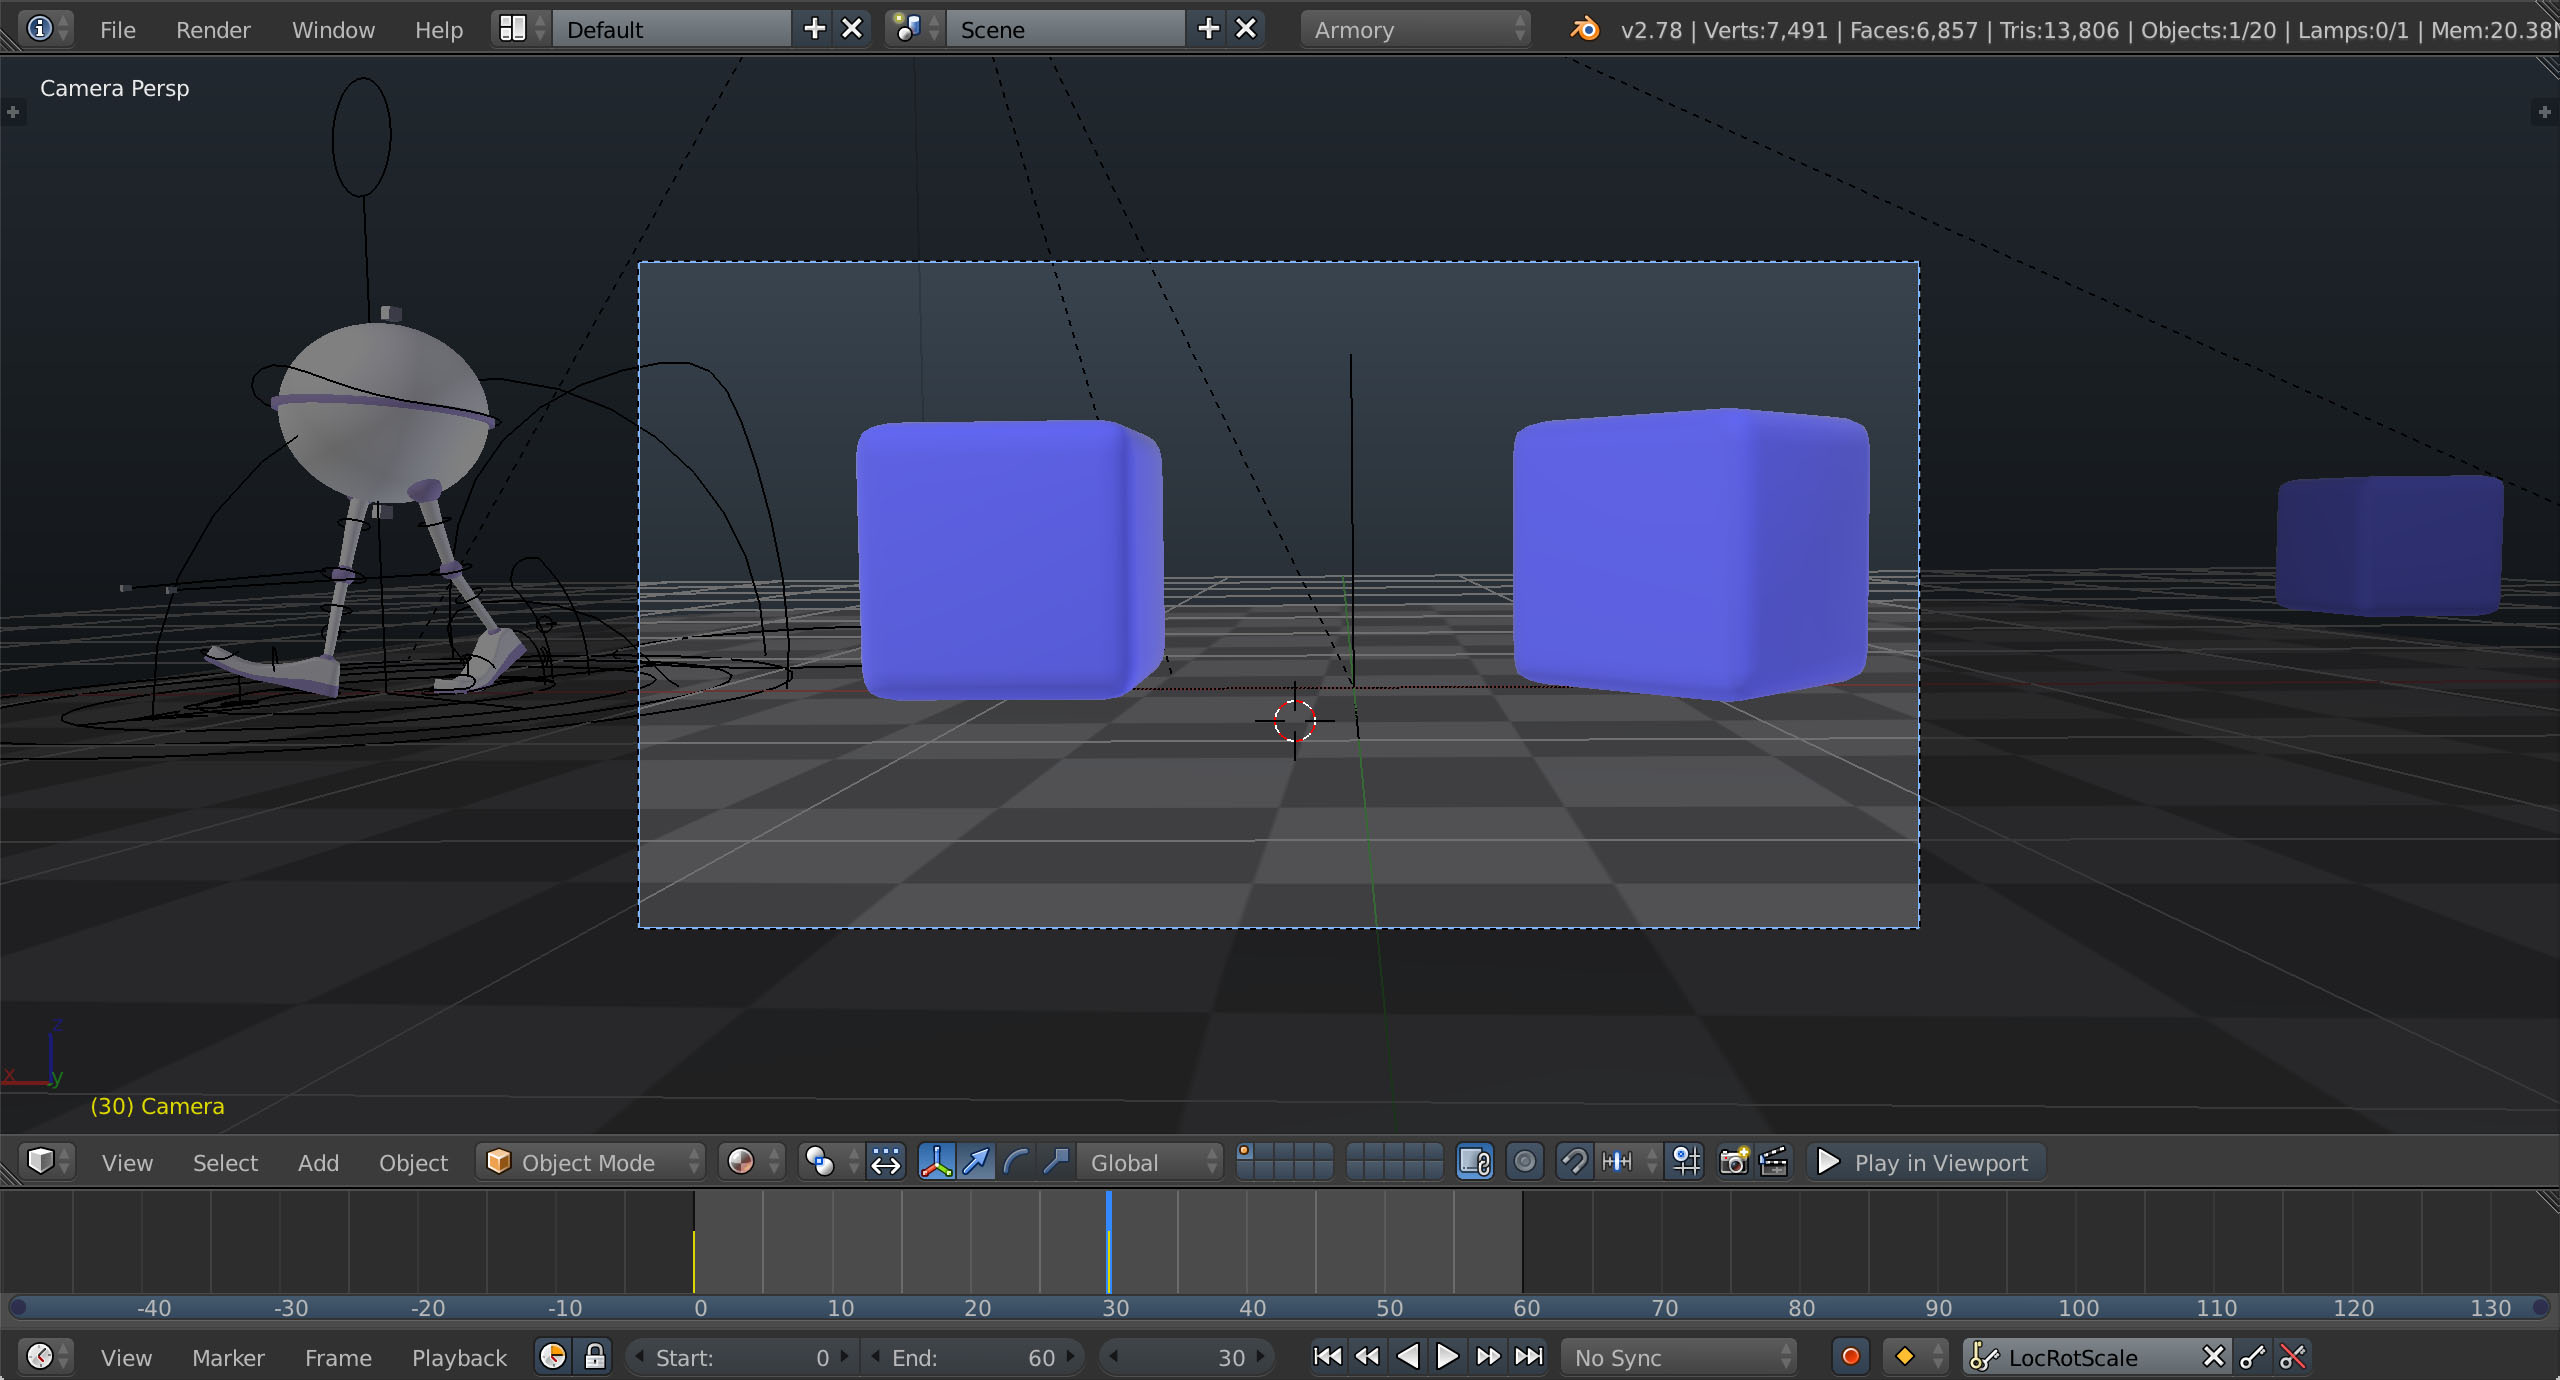 File Render Window Help Default Scene Armory v2.78 | Verts:7,491 | Faces:6,857 | Tris:13,806 | Objects:1/20 | Lamps:0/1 | Mem:20.38
Camera Persp
z
x y
(30) Camera
View Select Add Object Object Mode Global Play in Viewport
-40 -30 -20 -10 0 10 20 30 40 50 60 70 80 90 100 110 120 130
View Marker Frame Playback Start: 0 End: 60 30 No Sync LocRotScale